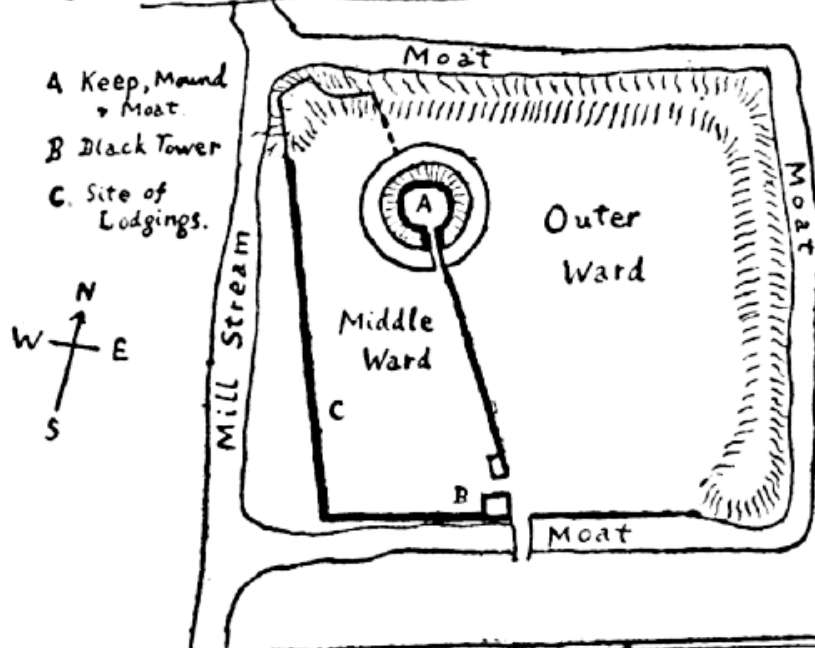 A Keep, Mound
& Moat.
B Black Tower
C. Site of
Lodgings.
N
W E
S
Mill Stream
Moat
Moat
A
Outer
Ward
Middle
Ward
C
B
Moat